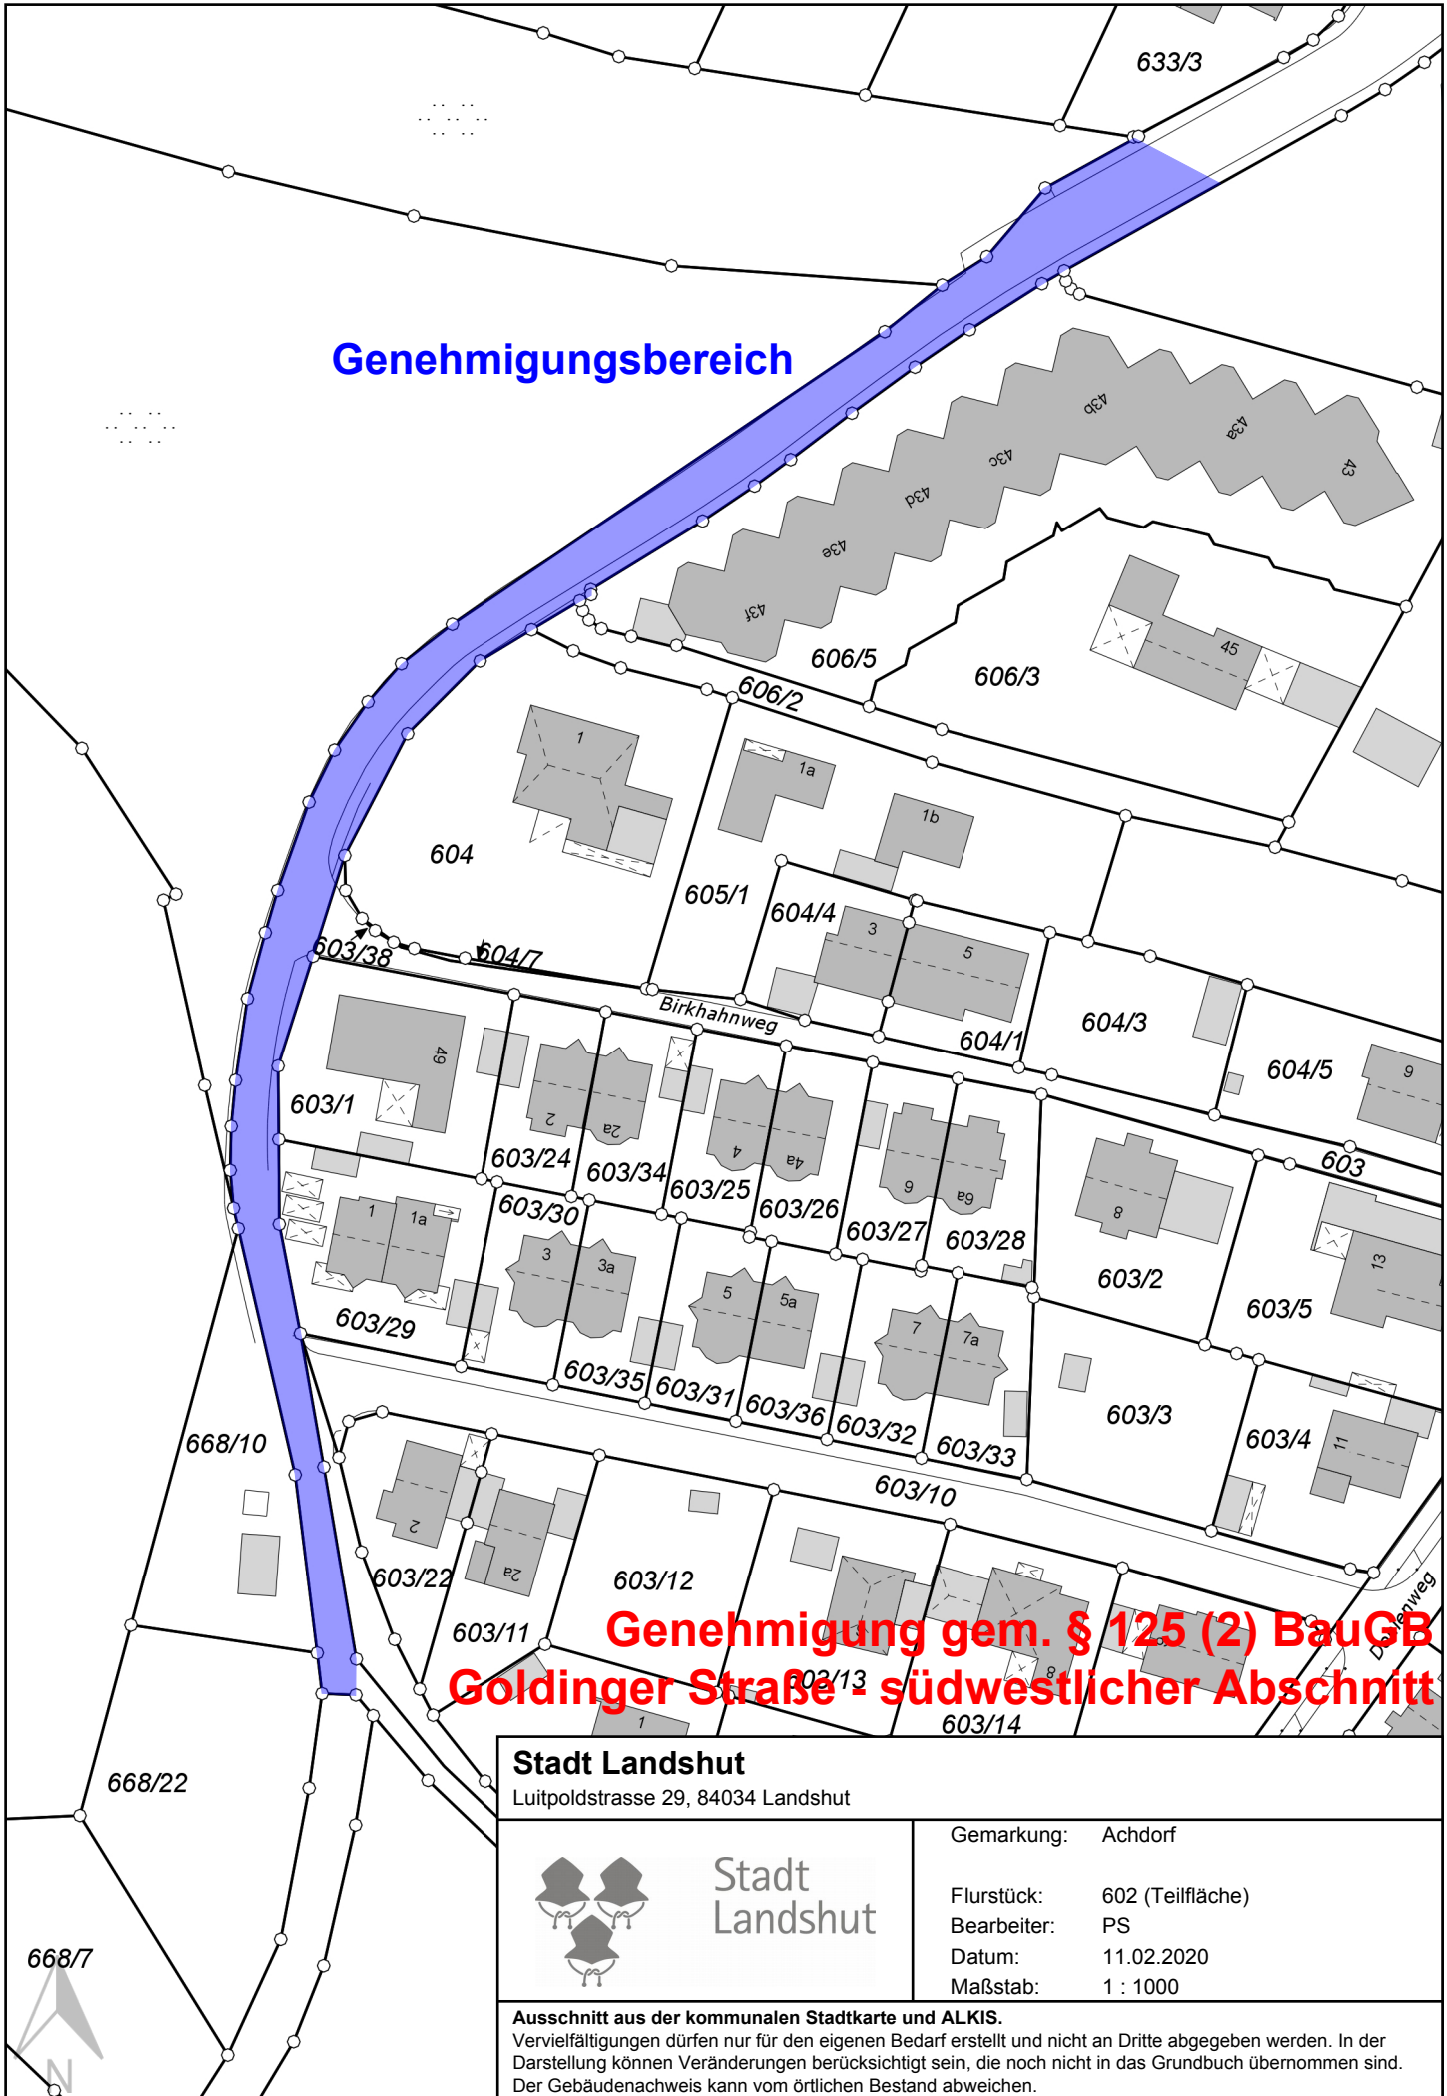 633/3
Genehmigungsbereich
43b
43a
43
43c
43d
43e
43f
45
606/5
606/3
606/2
1
1a
1b
604
605/1
604/4
3
5
603/38
604/7
Birkhahnweg
604/1
604/3
604/5
9
49
603/1
2
2a
4
4a
6
6a
8
603
603/24
603/34
603/25
603/26
603/27
603/28
603/30
603/2
603/5
13
1
1a
3
3a
5
5a
7
7a
603/29
603/35
603/31
603/36
603/32
603/33
603/3
603/4
11
668/10
603/10
2
2a
603/22
603/12
603/11
Genehmigung gem. § 125 (2) BauGB
Goldinger Straße - südwestlicher Abschnitt
8
603/13
603/14
1
668/22
668/7
N
Stadt Landshut
Luitpoldstrasse 29, 84034 Landshut
Stadt
Landshut
Gemarkung: Achdorf
Flurstück: 602 (Teilfläche)
Bearbeiter: PS
Datum: 11.02.2020
Maßstab: 1 : 1000
Ausschnitt aus der kommunalen Stadtkarte und ALKIS.
Vervielfältigungen dürfen nur für den eigenen Bedarf erstellt und nicht an Dritte abgegeben werden. In der
Darstellung können Veränderungen berücksichtigt sein, die noch nicht in das Grundbuch übernommen sind.
Der Gebäudenachweis kann vom örtlichen Bestand abweichen.